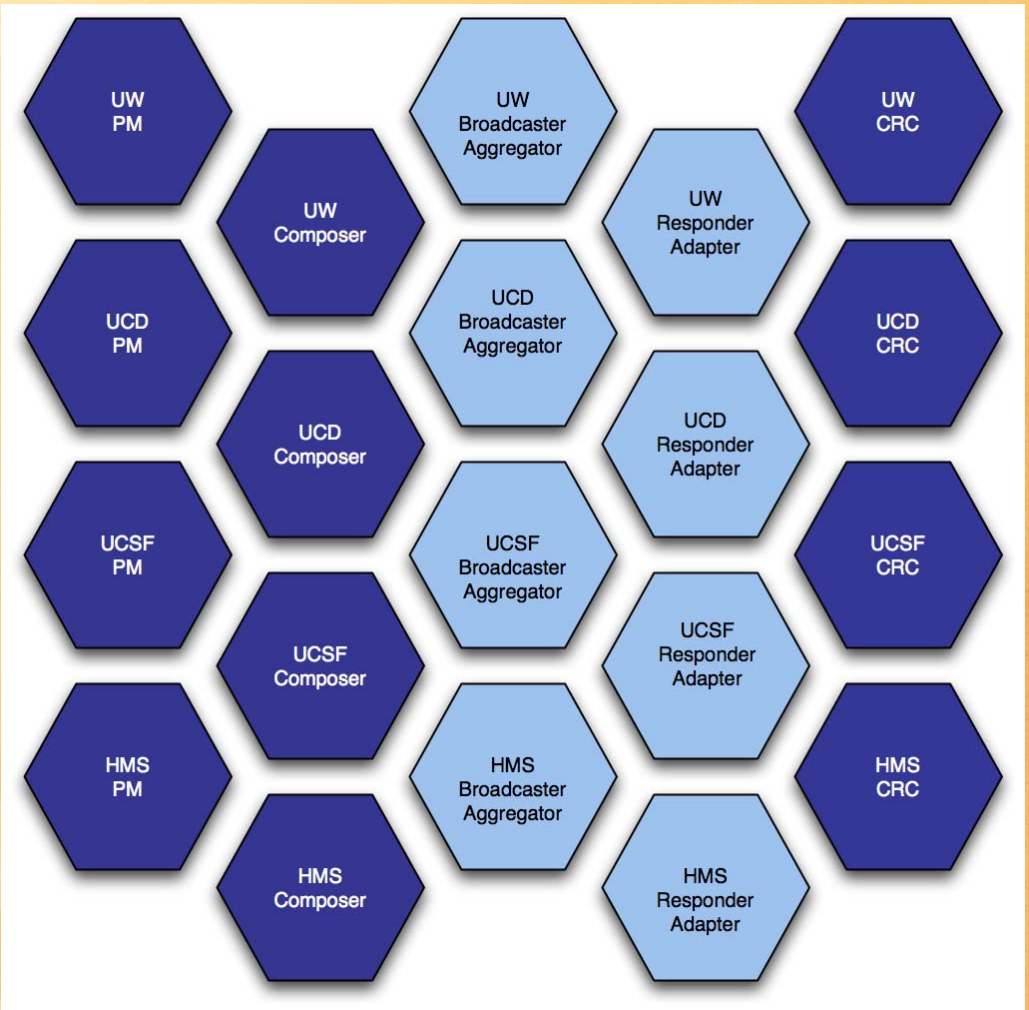 UW
PM
UW
Broadcaster
Aggregator
UW
CRC
UW
Composer
UW
Responder
Adapter
UCD
PM
UCD
Broadcaster
Aggregator
UCD
CRC
UCD
Composer
UCD
Responder
Adapter
UCSF
PM
UCSF
Broadcaster
Aggregator
UCSF
CRC
UCSF
Composer
UCSF
Responder
Adapter
HMS
PM
HMS
Broadcaster
Aggregator
HMS
CRC
HMS
Composer
HMS
Responder
Adapter